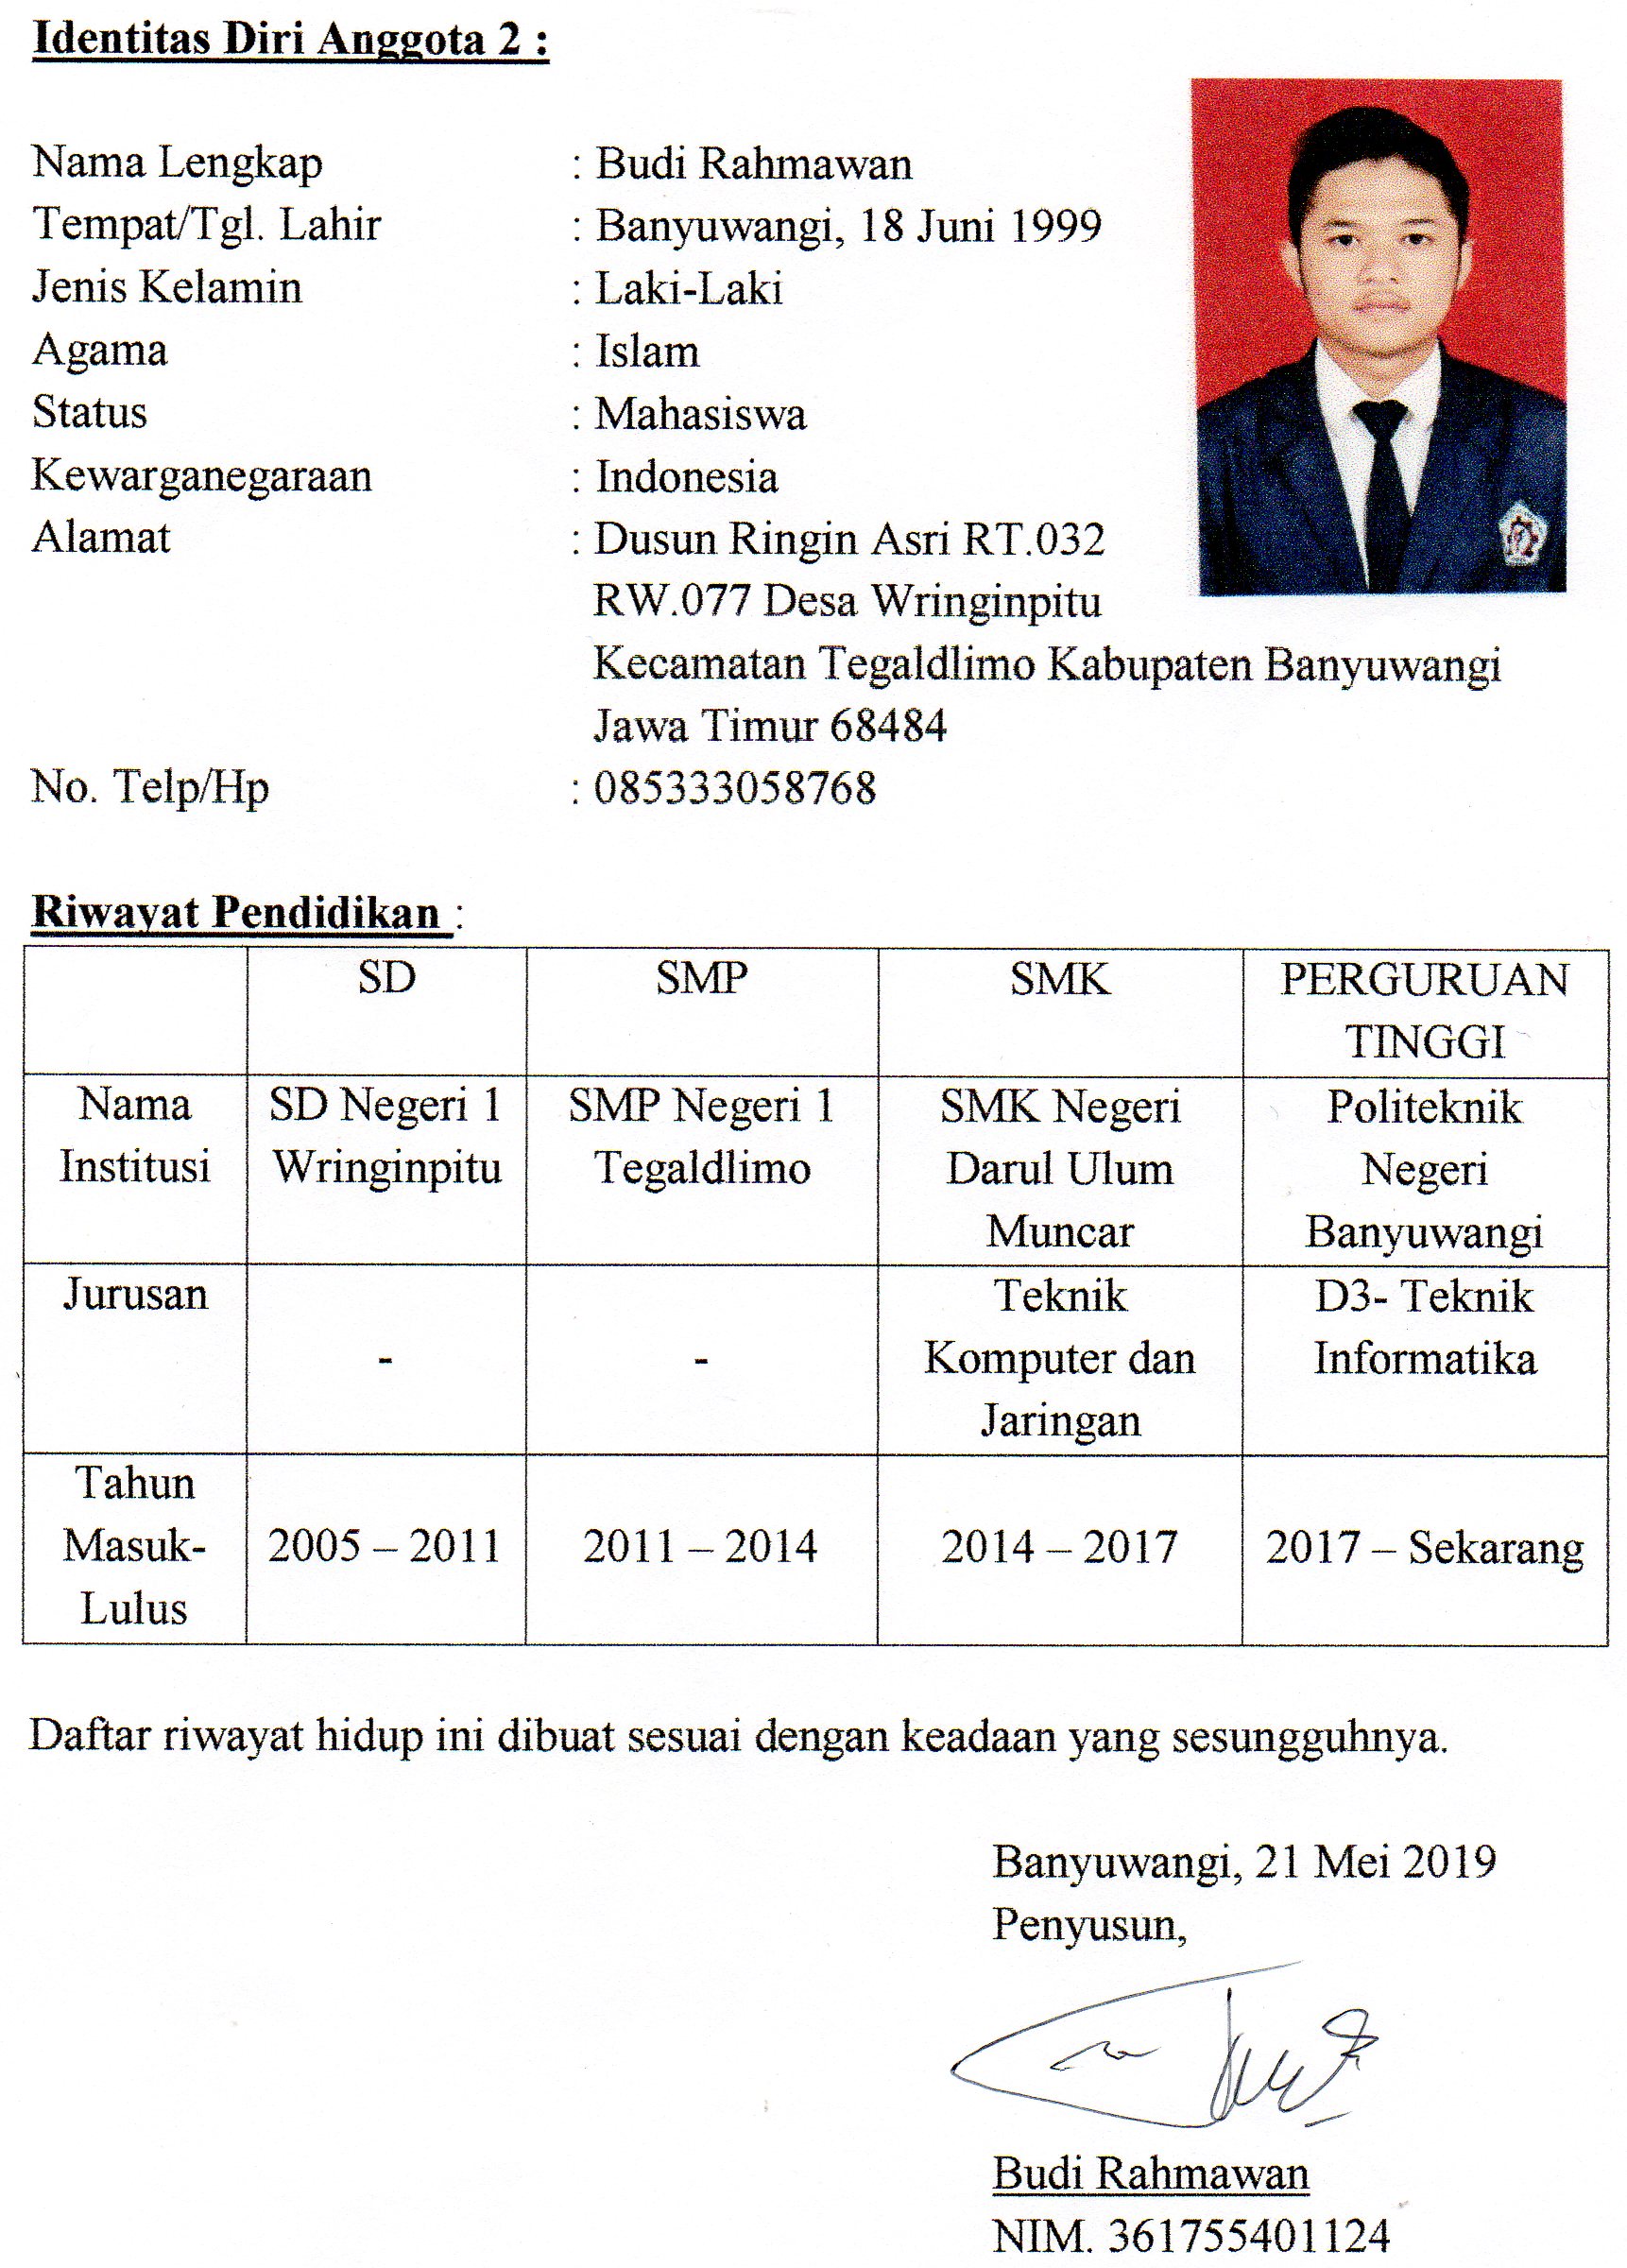 Identitas Diri Anggota 2 :
Nama Lengkap : Budi Rahmawan
Tempat/Tgl. Lahir : Banyuwangi, 18 Juni 1999
Jenis Kelamin : Laki-Laki
Agama : Islam
Status : Mahasiswa
Kewarganegaraan : Indonesia
Alamat : Dusun Ringin Asri RT.032
RW.077 Desa Wringinpitu
Kecamatan Tegaldlimo Kabupaten Banyuwangi
Jawa Timur 68484
No. Telp/Hp : 085333058768
Riwayat Pendidikan :
SD SMP SMK PERGURUAN
TINGGI
Nama SD Negeri 1 SMP Negeri 1 SMK Negeri Politeknik
Institusi Wringinpitu Tegaldlimo Darul Ulum Negeri
Muncar Banyuwangi
Jurusan Teknik D3- Teknik
- - Komputer dan Informatika
Jaringan
Tahun
Masuk- 2005 – 2011 2011 – 2014 2014 – 2017 2017 – Sekarang
Lulus
Daftar riwayat hidup ini dibuat sesuai dengan keadaan yang sesungguhnya.
Banyuwangi, 21 Mei 2019
Penyusun,
Budi Rahmawan
NIM. 361755401124